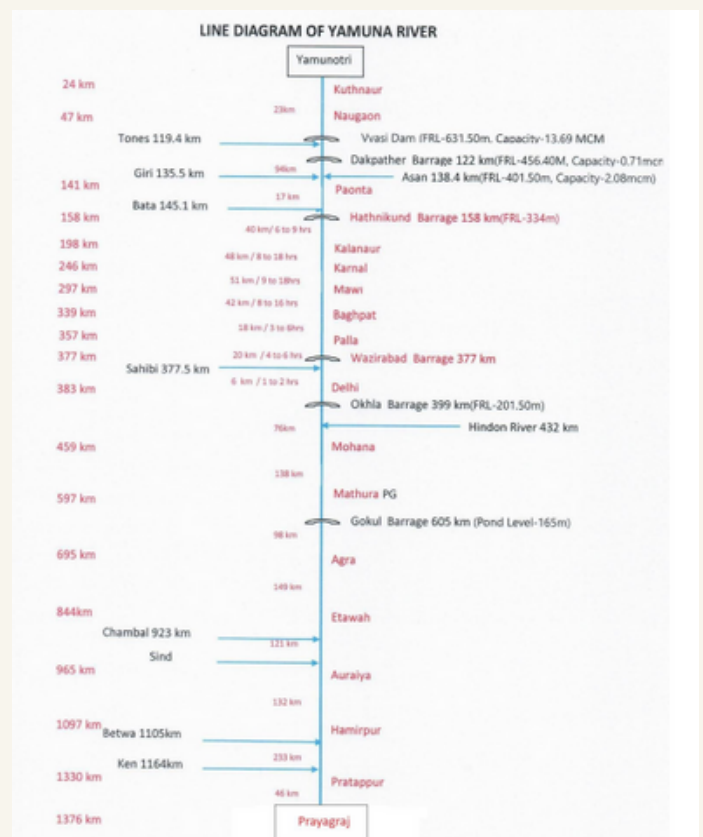 LINE DIAGRAM OF YAMUNA RIVER
Yamunotri
24 km
Kuthnaur
23km
47 km
Naugaon
Tones 119.4 km
Vvasi Dam (FRL-631.50m, Capacity-13.69 MCM
Dakpather Barrage 122 km(FRL-456.40M, Capacity-0.71mcm
Giri 135.5 km
94km
Asan 138.4 km(FRL-401.50m, Capacity-2.08mcm)
141 km
Paonta
17 km
Bata 145.1 km
158 km
Hathnikund Barrage 158 km(FRL-334m)
40 km/ 6 to 9 hrs
198 km
Kalanaur
48 km / 8 to 18 hrs
246 km
Karnal
51 km / 9 to 18hrs
297 km
Mawi
42 km / 8 to 16 hrs
339 km
Baghpat
18 km / 3 to 6hrs
357 km
Palla
377 km
20 km / 4 to 6 hrs
Wazirabad Barrage 377 km
Sahibi 377.5 km
6 km / 1 to 2 hrs
383 km
Delhi
Okhla Barrage 399 km(FRL-201.50m)
76km
Hindon River 432 km
459 km
Mohana
138 km
597 km
Mathura PG
Gokul Barrage 605 km (Pond Level-165m)
98 km
695 km
Agra
149 km
844km
Etawah
Chambal 923 km
121 km
Sind
965 km
Auraiya
132 km
1097 km
Hamirpur
Betwa 1105km
233 km
Ken 1164km
1330 km
Pratappur
46 km
1376 km
Prayagraj